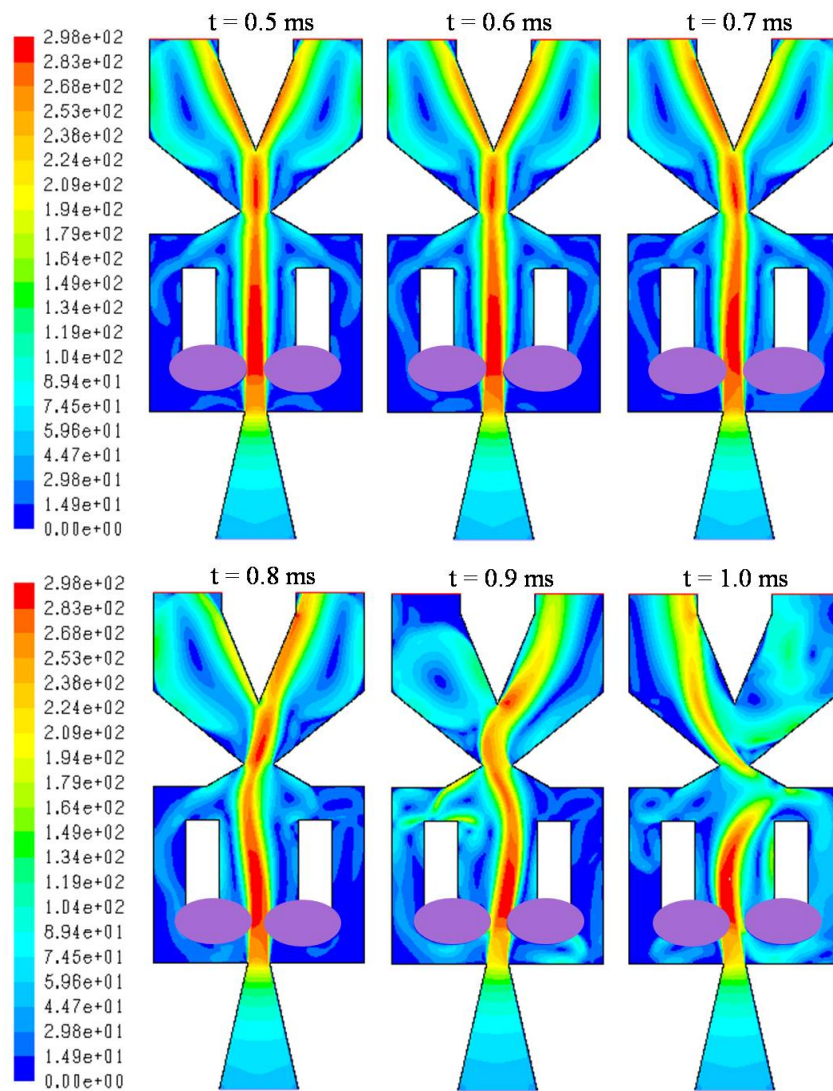 t = 0.5 ms
t = 0.6 ms
t = 0.7 ms
2.98e+02
2.83e+02
2.68e+02
2.53e+02
2.38e+02
2.24e+02
2.09e+02
1.94e+02
1.79e+02
1.64e+02
1.49e+02
1.34e+02
1.19e+02
1.04e+02
8.94e+01
7.45e+01
5.96e+01
4.47e+01
2.98e+01
1.49e+01
0.00e+00
t = 0.8 ms
t = 0.9 ms
t = 1.0 ms
2.98e+02
2.83e+02
2.68e+02
2.53e+02
2.38e+02
2.24e+02
2.09e+02
1.94e+02
1.79e+02
1.64e+02
1.49e+02
1.34e+02
1.19e+02
1.04e+02
8.94e+01
7.45e+01
5.96e+01
4.47e+01
2.98e+01
1.49e+01
0.00e+00